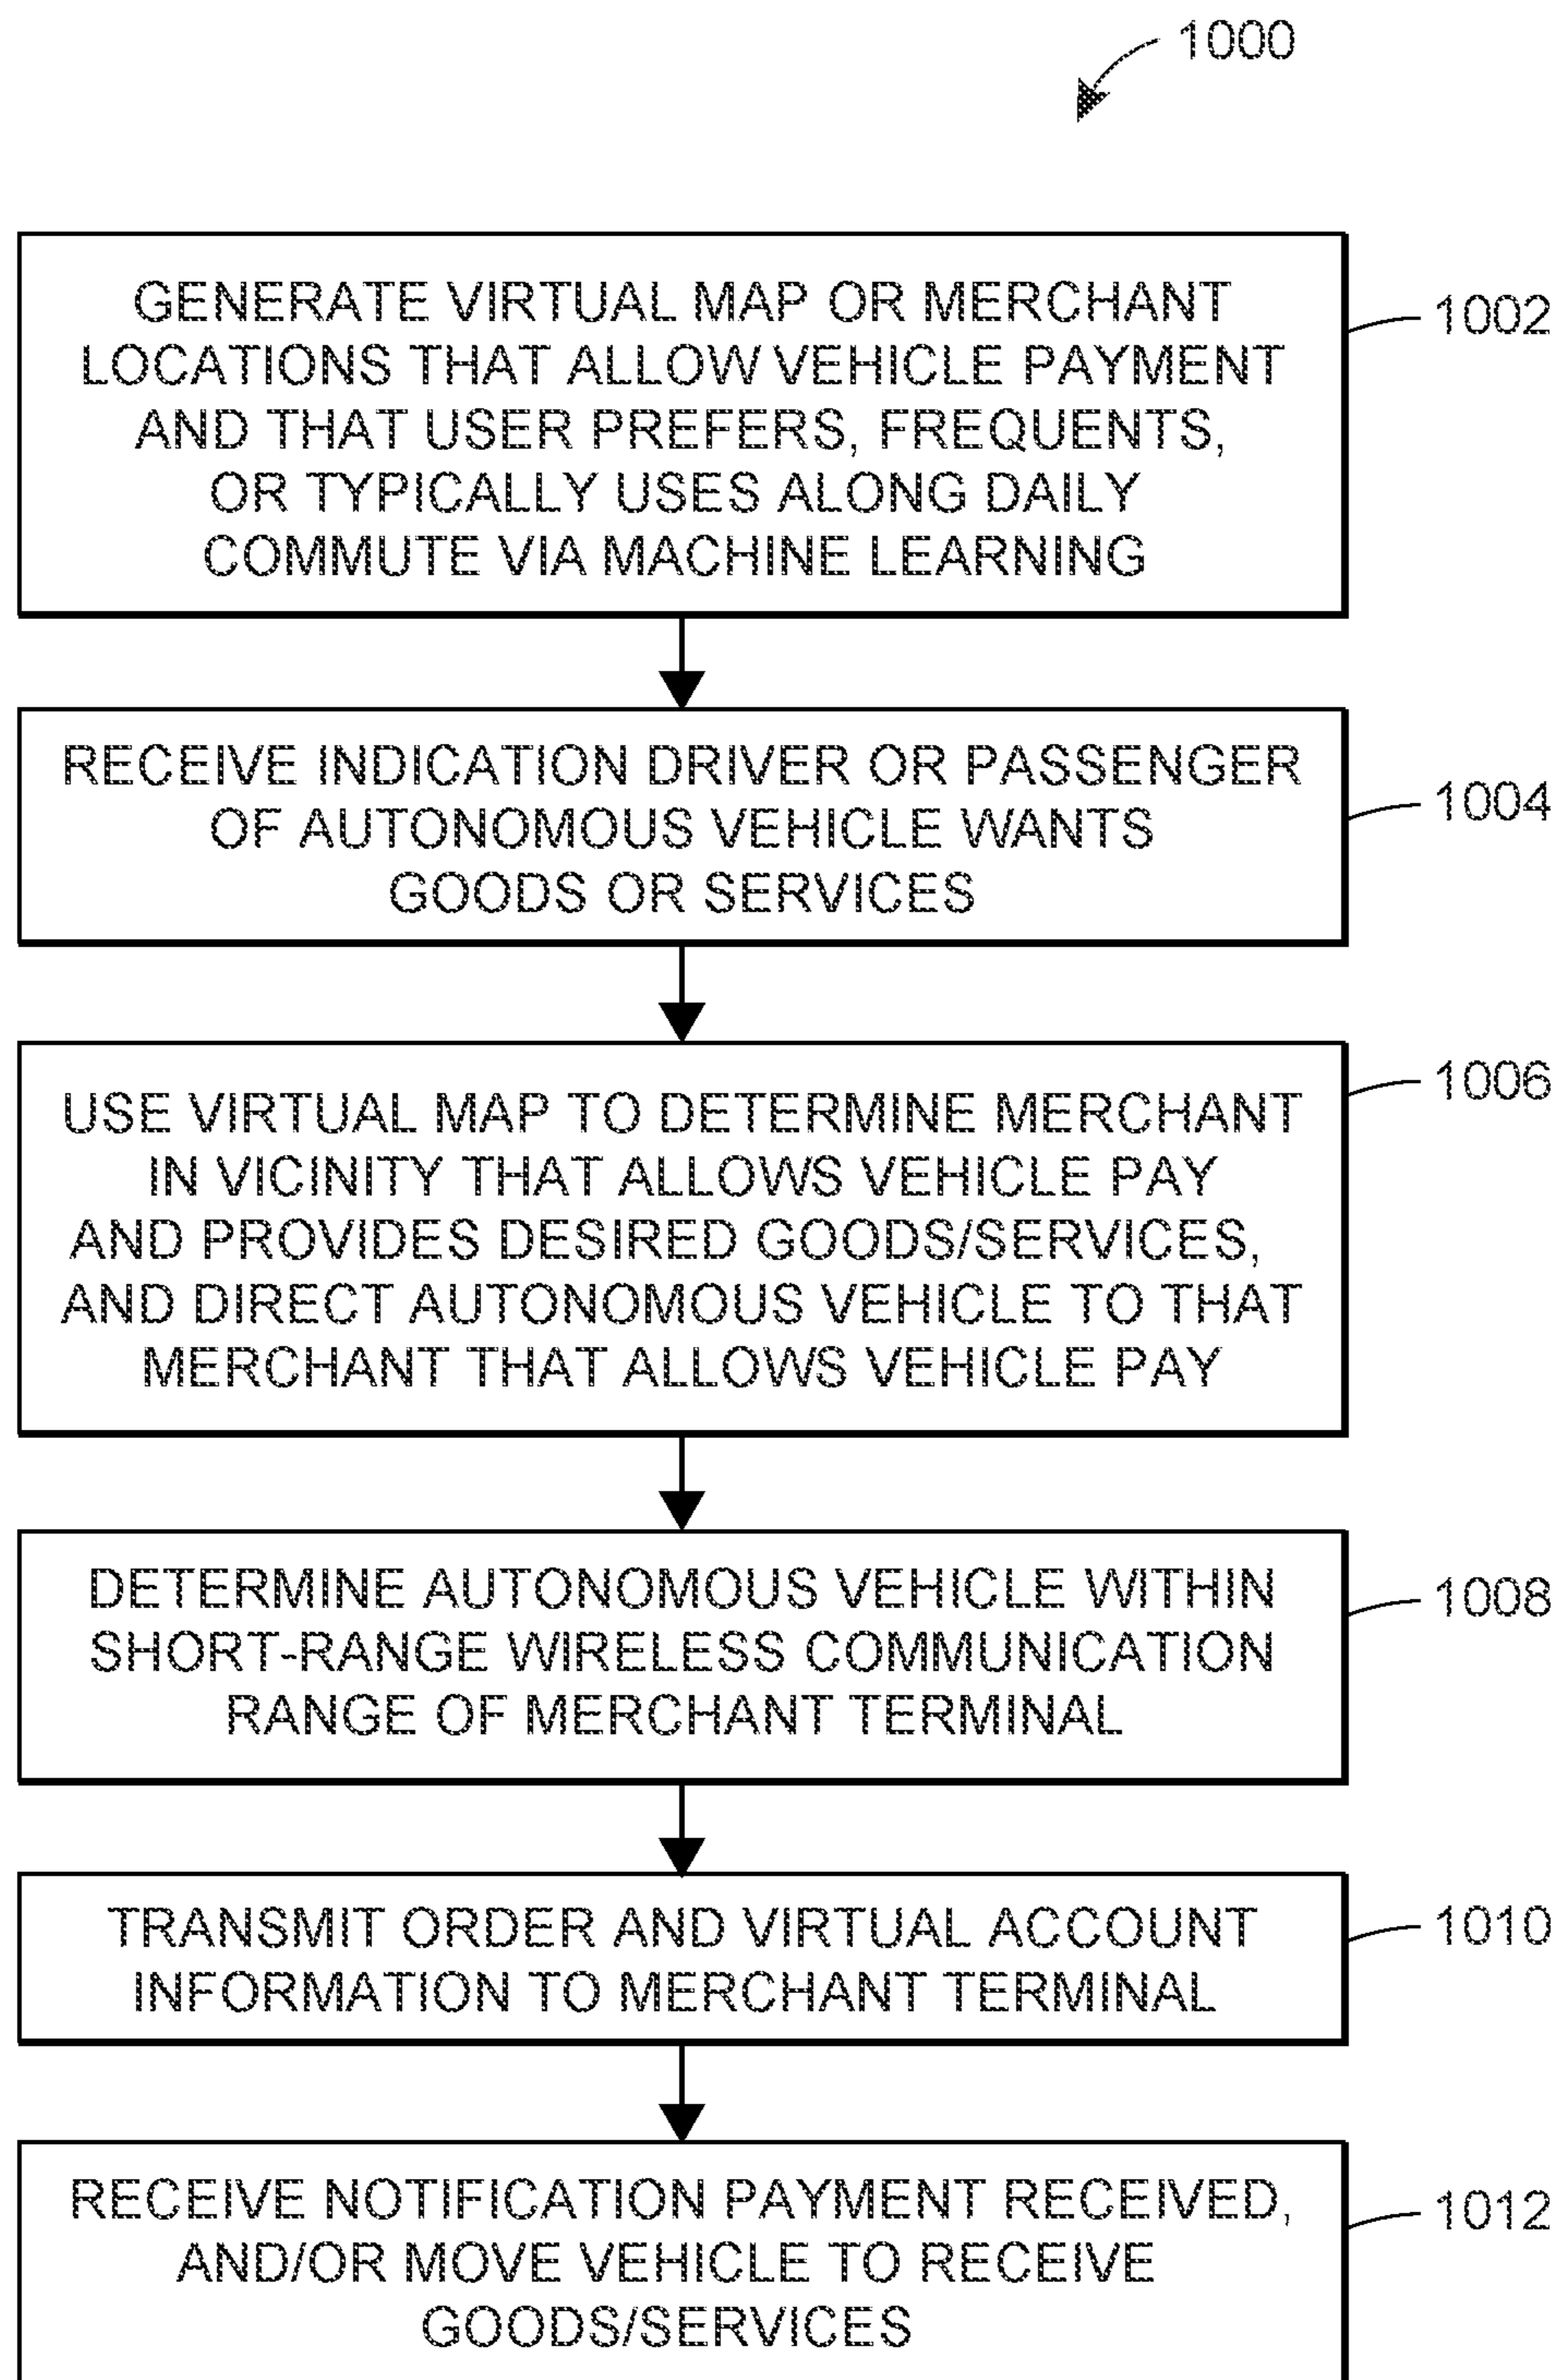 1000
GENERATE VIRTUAL MAP OR MERCHANT
LOCATIONS THAT ALLOW VEHICLE PAYMENT
AND THAT USER PREFERS, FREQUENTS,
OR TYPICALLY USES ALONG DAILY
COMMUTE VIA MACHINE LEARNING
1002
RECEIVE INDICATION DRIVER OR PASSENGER
OF AUTONOMOUS VEHICLE WANTS
GOODS OR SERVICES
1004
USE VIRTUAL MAP TO DETERMINE MERCHANT
IN VICINITY THAT ALLOWS VEHICLE PAY
AND PROVIDES DESIRED GOODS/SERVICES,
AND DIRECT AUTONOMOUS VEHICLE TO THAT
MERCHANT THAT ALLOWS VEHICLE PAY
1006
DETERMINE AUTONOMOUS VEHICLE WITHIN
SHORT-RANGE WIRELESS COMMUNICATION
RANGE OF MERCHANT TERMINAL
1008
TRANSMIT ORDER AND VIRTUAL ACCOUNT
INFORMATION TO MERCHANT TERMINAL
1010
RECEIVE NOTIFICATION PAYMENT RECEIVED,
AND/OR MOVE VEHICLE TO RECEIVE
GOODS/SERVICES
1012